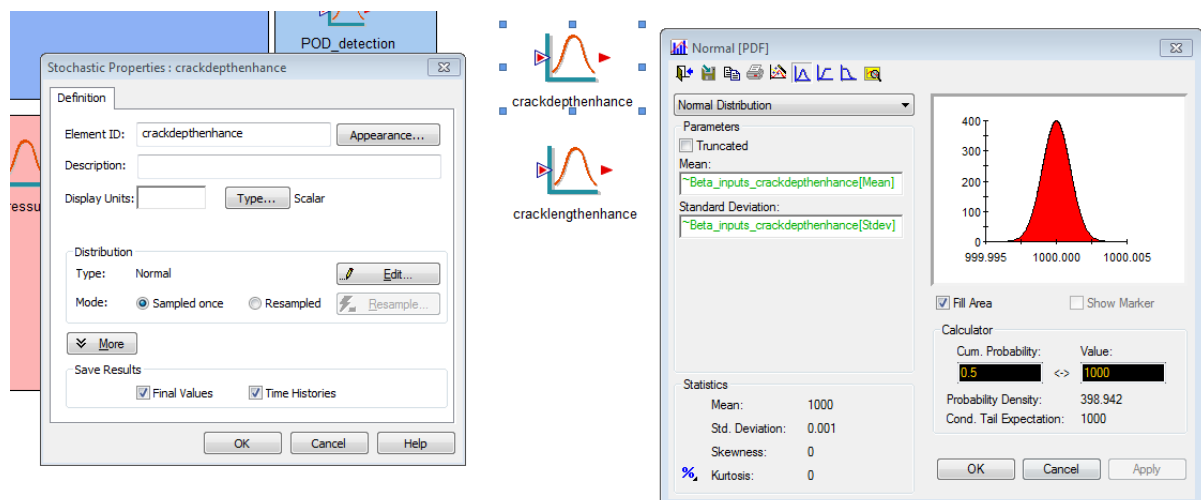 POD_detection
ressu
Stochastic Properties : crackdepthenhance
Definition
Element ID:
crackdepthenhance
Appearance...
Description:
Display Units:
Type...
Scalar
Distribution
Type:
Normal
Edit...
Mode:
Sampled once
Resampled
Resample...
More
Save Results
Final Values
Time Histories
OK
Cancel
Help
crackdepthenhance
cracklengthenhance
Normal [PDF]
Normal Distribution
Parameters
Truncated
Mean:
~Beta_inputs_crackdepthenhance[Mean]
Standard Deviation:
~Beta_inputs_crackdepthenhance[Stdev]
Statistics
Mean: 1000
Std. Deviation: 0.001
Skewness: 0
%, Kurtosis: 0
400
300
200
100
0
999.995 1000.000 1000.005
Fill Area
Show Marker
Calculator
Cum. Probability: Value:
0.5 <-> 1000
Probability Density: 398.942
Cond. Tail Expectation: 1000
OK
Cancel
Apply